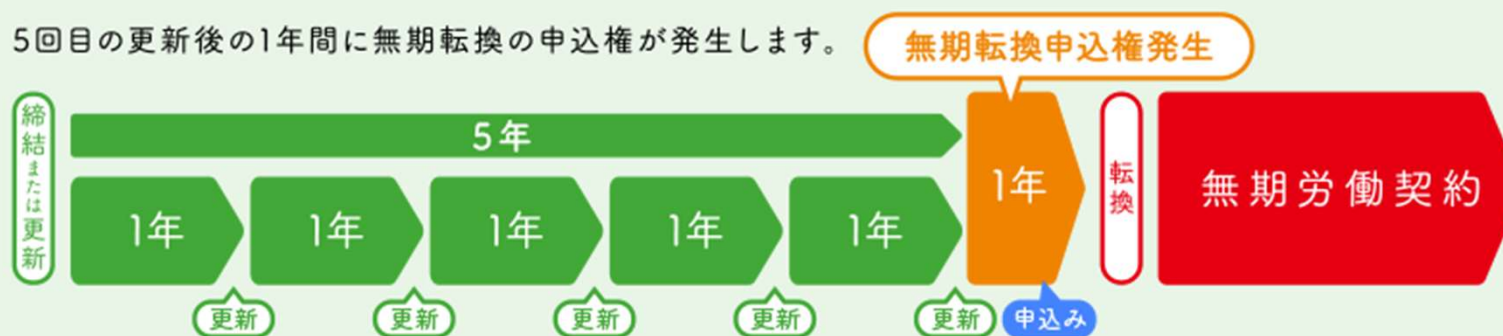 5回目の更新後の1年間に無期転換の申込権が発生します。
無期転換申込権発生
締結または更新
5年
1年
1年
1年
1年
1年
1年
転換
無期労働契約
更新
更新
更新
更新
更新
申込み